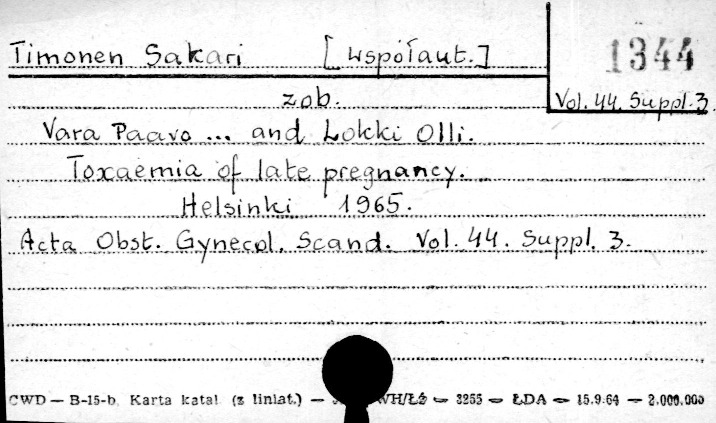 Timonen Sakari [współaut.]
1344
Vol. 44. Suppl. 3.
zob.
Vara Paavo ... and Lokki Olli.
Toxaemia of late pregnancy.
Helsinki 1965.
Acta Obst. Gynecol. Scand. Vol. 44. Suppl. 3.
CWD — B-15-b. Karta katal. (z liniat.) — WH/Łź — 3255 — ŁDA — 15.9.64 — 2.000.000